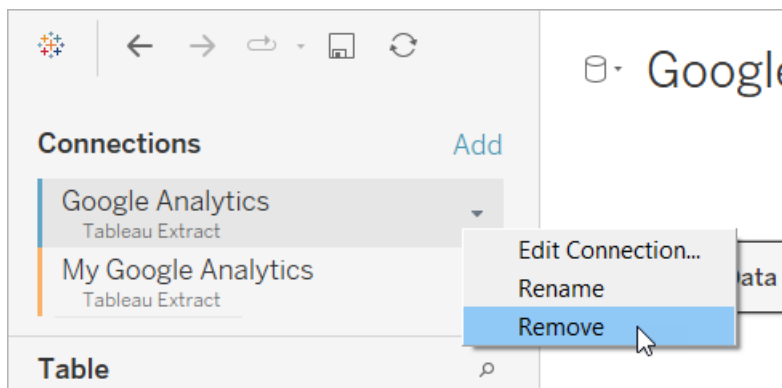 Google
Connections
Add
Google Analytics
Tableau Extract
My Google Analytics
Tableau Extract
Edit Connection...
Rename
Remove
Table